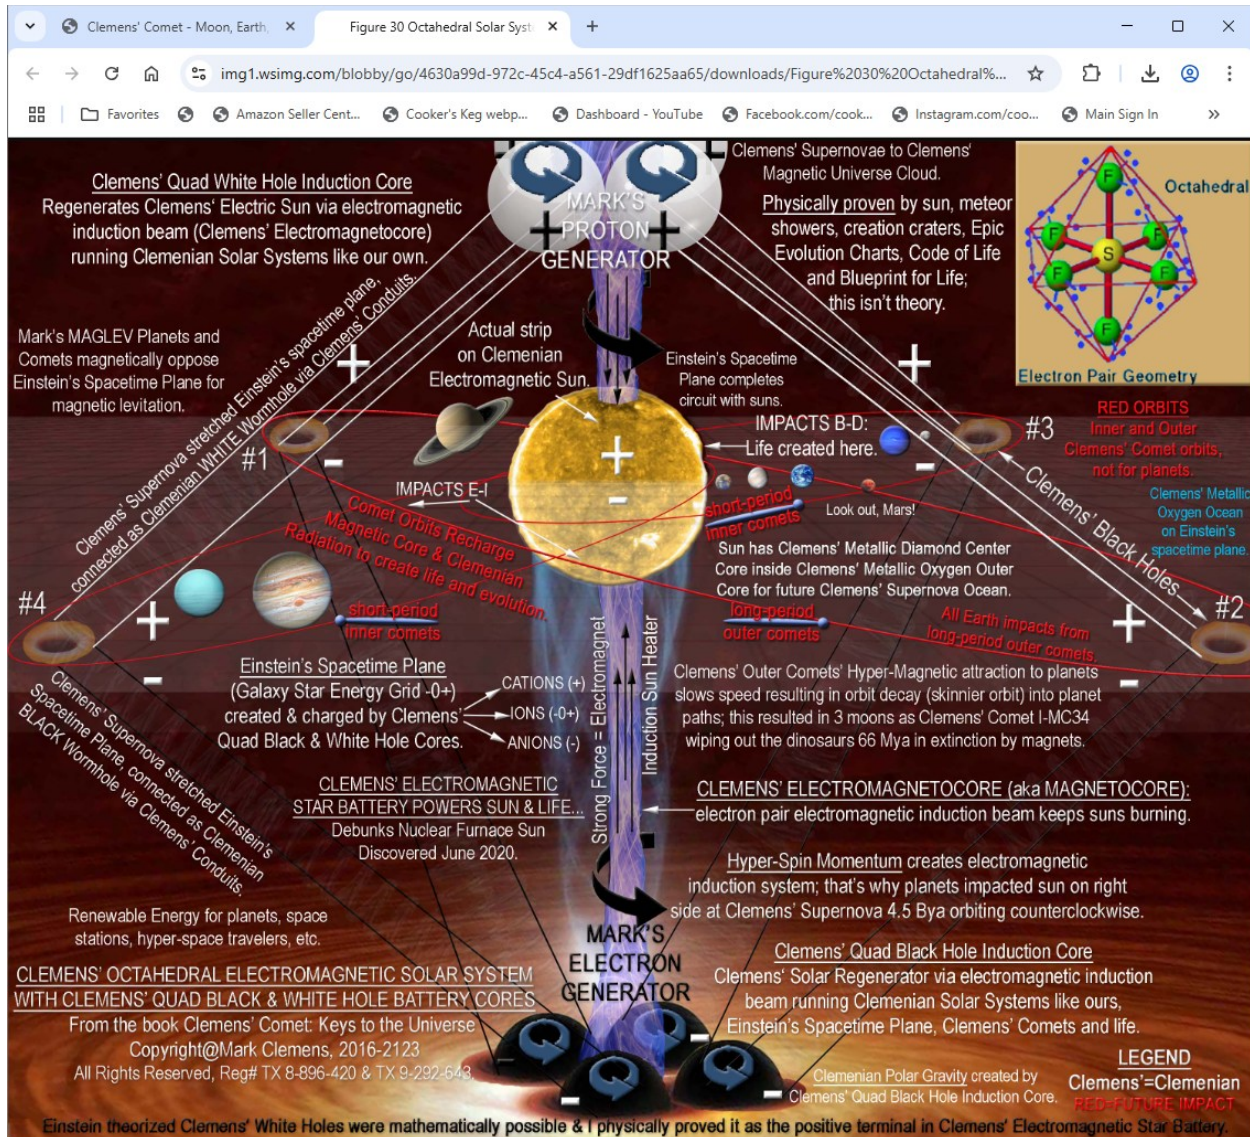 Clemens' Comet - Moon, Earth,
Figure 30 Octahedral Solar Syst
img1.wsimg.com/blobby/go/4630a99d-972c-45c4-a561-29df1625aa65/downloads/Figure%2030%20Octahedral%...
Favorites
Amazon Seller Cent...
Cooker's Keg webp...
Dashboard - YouTube
Facebook.com/cook...
Instagram.com/coo...
Main Sign In
Clemens' Quad White Hole Induction Core
Regenerates Clemens' Electric Sun via electromagnetic
induction beam (Clemens' Electromagnetocore)
running Clemenian Solar Systems like our own.
MARK'S
PROTON
GENERATOR
Clemens' Supernovae to Clemens'
Magnetic Universe Cloud.
Physically proven by sun, meteor
showers, creation craters, Epic
Evolution Charts, Code of Life
and Blueprint for Life;
this isn't theory.
Octahedral
F
F
F
S
F
F
F
Electron Pair Geometry
Mark's MAGLEV Planets and
Comets magnetically oppose
Einstein's Spacetime Plane for
magnetic levitation.
Clemens' Supernova stretched Einstein's spacetime plane,
connected as Clemenian WHITE Wormhole via Clemens' Conduits.
+
Actual strip
on Clemenian
Electromagnetic Sun.
Einstein's Spacetime
Plane completes
circuit with suns.
+
#1
-
+
-
IMPACTS B-D:
Life created here.
-
#3
RED ORBITS
Inner and Outer
Clemens' Comet orbits,
not for planets.
Clemens' Metallic
Oxygen Ocean
on Einstein's
spacetime plane.
IMPACTS E-I
Comet Orbits Recharge
Magnetic Core & Clemenian
Radiation to create life and evolution.
short-period
inner comets
Look out, Mars!
Clemens' Black Holes
Sun has Clemens' Metallic Diamond Center
Core inside Clemens' Metallic Oxygen Outer
Core for future Clemens' Supernova Ocean.
#4
+
-
short-period
inner comets
long-period
outer comets
All Earth impacts from
long-period outer comets.
+
-
#2
Einstein's Spacetime Plane
(Galaxy Star Energy Grid -0+)
created & charged by Clemens'
Quad Black & White Hole Cores.
CATIONS (+)
IONS (-0+)
ANIONS (-)
Strong Force = Electromagnet
Induction Sun Heater
Clemens' Outer Comets' Hyper-Magnetic attraction to planets
slows speed resulting in orbit decay (skinnier orbit) into planet
paths; this resulted in 3 moons as Clemens' Comet I-MC34
wiping out the dinosaurs 66 Mya in extinction by magnets.
Clemens' Supernova stretched Einstein's
Spacetime Plane, connected as Clemenian
BLACK Wormhole via Clemens' Conduits.
CLEMENS' ELECTROMAGNETIC
STAR BATTERY POWERS SUN & LIFE...
Debunks Nuclear Furnace Sun
Discovered June 2020.
CLEMENS' ELECTROMAGNETOCORE (aka MAGNETOCORE):
electron pair electromagnetic induction beam keeps suns burning.
Hyper-Spin Momentum creates electromagnetic
induction system; that's why planets impacted sun on right
side at Clemens' Supernova 4.5 Bya orbiting counterclockwise.
Renewable Energy for planets, space
stations, hyper-space travelers, etc.
MARK'S
ELECTRON
GENERATOR
CLEMENS' OCTAHEDRAL ELECTROMAGNETIC SOLAR SYSTEM
WITH CLEMENS' QUAD BLACK & WHITE HOLE BATTERY CORES
From the book Clemens' Comet: Keys to the Universe
Copyright@Mark Clemens, 2016-2123
All Rights Reserved, Reg# TX 8-896-420 & TX 9-292-643.
Clemens' Quad Black Hole Induction Core
Clemens' Solar Regenerator via electromagnetic induction
beam running Clemenian Solar Systems like ours,
Einstein's Spacetime Plane, Clemens' Comets and life.
Clemenian Polar Gravity created by
Clemens' Quad Black Hole Induction Core.
LEGEND
Clemens'=Clemenian
RED=FUTURE IMPACT
Einstein theorized Clemens' White Holes were mathematically possible & I physically proved it as the positive terminal in Clemens' Electromagnetic Star Battery.